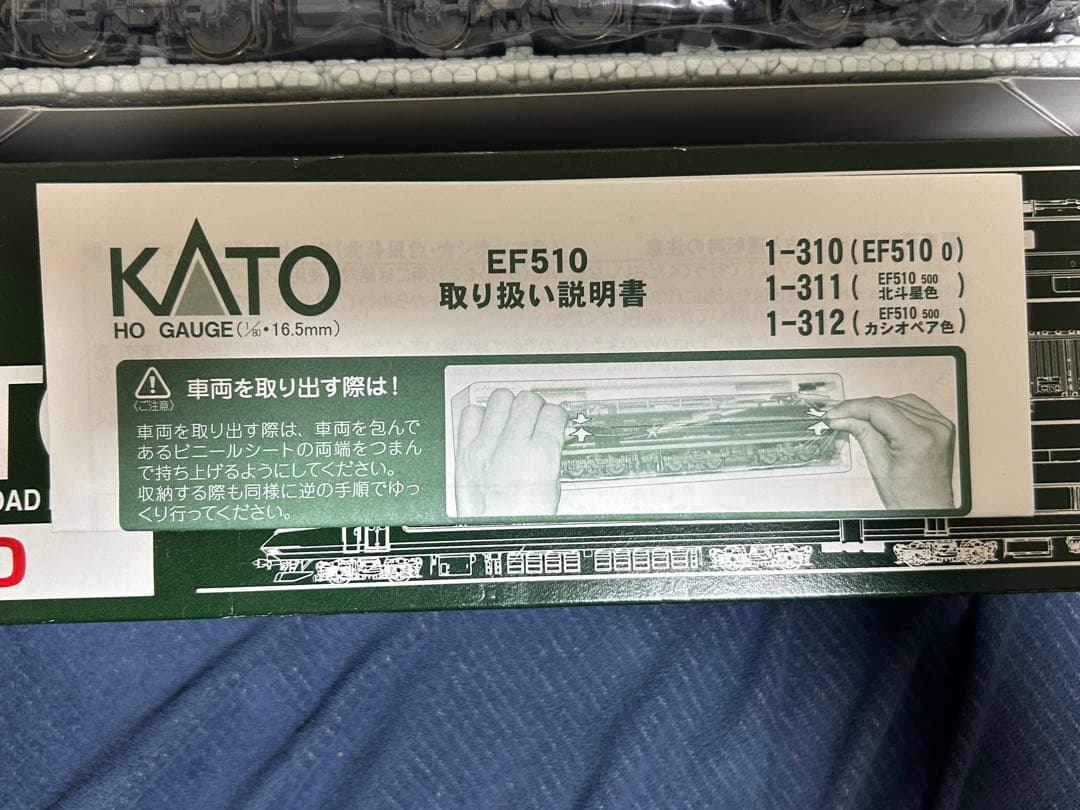 KATO
HO GAUGE(1/80・16.5mm)
EF510
取り扱い説明書
1-310(EF510 0)
1-311(EF510 500 北斗星色)
1-312(EF510 500 カシオペア色)
(ご注意)
車両を取り出す際は!
車両を取り出す際は、車両を包んで
あるビニールシートの両端をつまん
で持ち上げるようにしてください。
収納する際も同様に逆の手順でゆっ
くり行ってください。
OAD